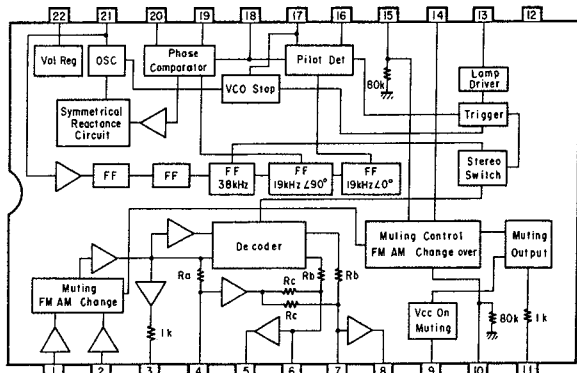 22 21 20 19 18 17 16 15 14 13 12
Val Reg
OSC
Phase
Comparator
Pilot Det
80k
Lamp
Driver
VCO Stop
Trigger
Symmetrical
Reactance
Circuit
Stereo
Switch
FF
FF
FF
38kHz
FF
19kHz∠90°
FF
19kHz∠0°
Decoder
Muting Control
FM AM Change over
Muting
Output
Muting
FM AM Change
Ra
Rb
Rb
Rc
Rc
1k
Vcc On
Muting
80k
1k
1 2 3 4 5 6 7 8 9 10 11